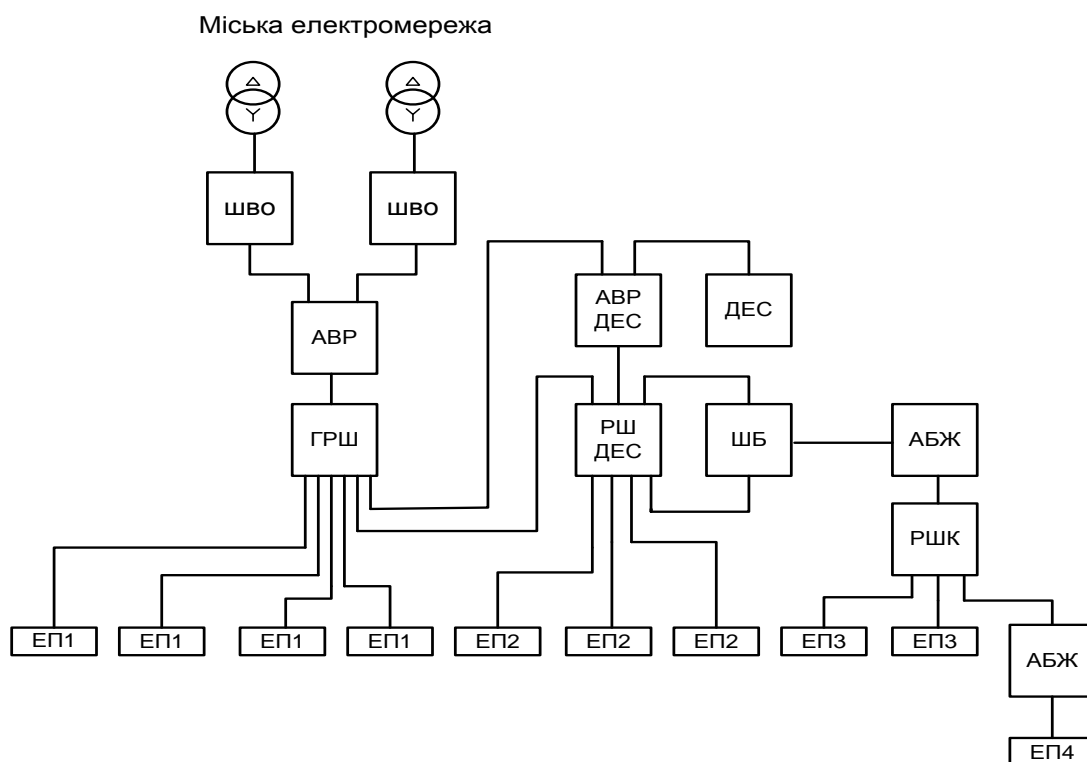 Міська електромережа
ШВО
ШВО
АВР
ДЕС
ДЕС
АВР
ГРШ
РШ
ДЕС
ШБ
АБЖ
РШК
ЕП1
ЕП1
ЕП1
ЕП1
ЕП2
ЕП2
ЕП2
ЕП3
ЕП3
АБЖ
ЕП4